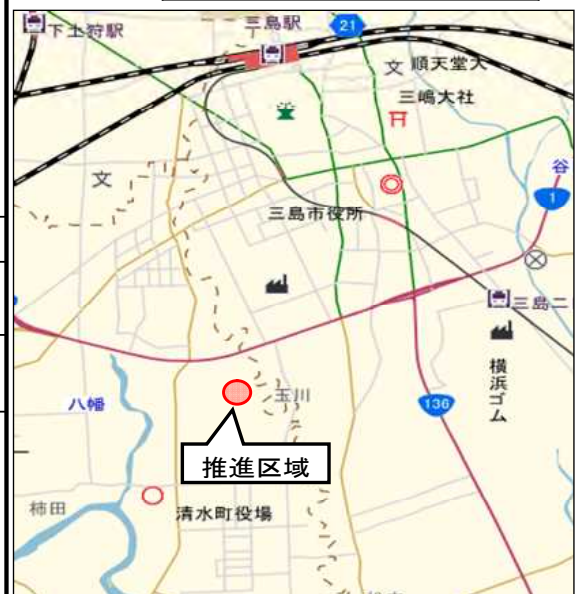 下土狩駅
三島駅
21
文 順天堂大
三嶋大社
文
谷
1
三島市役所
三島二
横浜ゴム
八幡
玉川
136
推進区域
柿田
清水町役場